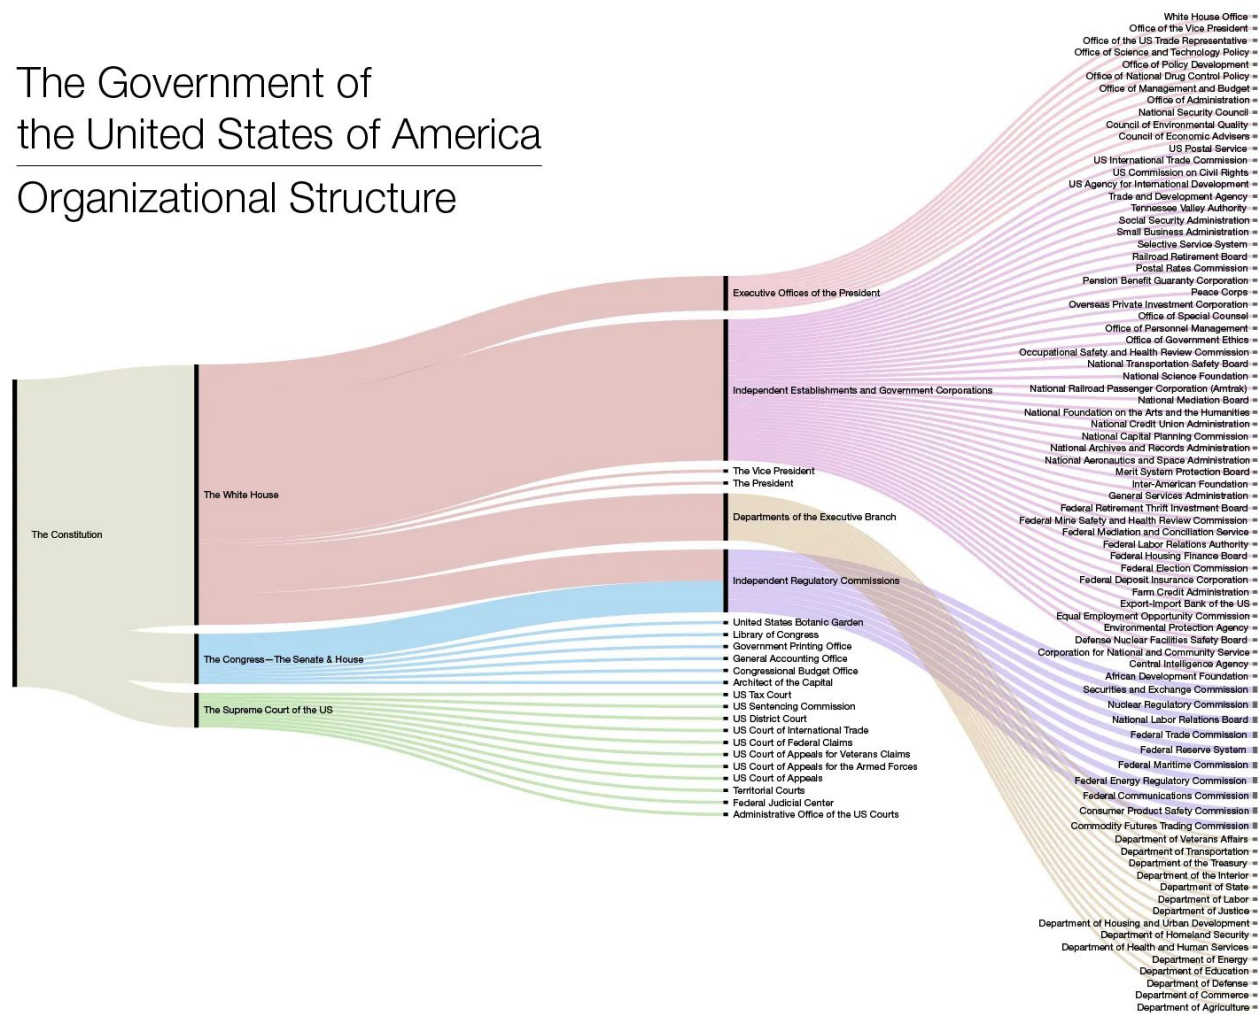 The Government of
the United States of America
Organizational Structure
The Constitution
The White House
The Congress—The Senate & House
The Supreme Court of the US
Executive Offices of the President
Independent Establishments and Government Corporations
The Vice President
The President
Departments of the Executive Branch
Independent Regulatory Commissions
United States Botanic Garden
Library of Congress
Government Printing Office
General Accounting Office
Congressional Budget Office
Architect of the Capital
US Tax Court
US Sentencing Commission
US District Court
US Court of International Trade
US Court of Federal Claims
US Court of Appeals for Veterans Claims
US Court of Appeals for the Armed Forces
US Court of Appeals
Territorial Courts
Federal Judicial Center
Administrative Office of the US Courts
White House Office
Office of the Vice President
Office of the US Trade Representative
Office of Science and Technology Policy
Office of Policy Development
Office of National Drug Control Policy
Office of Management and Budget
Office of Administration
National Security Council
Council of Environmental Quality
Council of Economic Advisers
US Postal Service
US International Trade Commission
US Commission on Civil Rights
US Agency for International Development
Trade and Development Agency
Tennessee Valley Authority
Social Security Administration
Small Business Administration
Selective Service System
Railroad Retirement Board
Postal Rates Commission
Pension Benefit Guaranty Corporation
Peace Corps
Overseas Private Investment Corporation
Office of Special Counsel
Office of Personnel Management
Office of Government Ethics
Occupational Safety and Health Review Commission
National Transportation Safety Board
National Science Foundation
National Railroad Passenger Corporation (Amtrak)
National Mediation Board
National Foundation on the Arts and the Humanities
National Credit Union Administration
National Capital Planning Commission
National Archives and Records Administration
National Aeronautics and Space Administration
Merit System Protection Board
Inter-American Foundation
General Services Administration
Federal Retirement Thrift Investment Board
Federal Mine Safety and Health Review Commission
Federal Mediation and Conciliation Service
Federal Labor Relations Authority
Federal Housing Finance Board
Federal Election Commission
Federal Deposit Insurance Corporation
Farm Credit Administration
Export-Import Bank of the US
Equal Employment Opportunity Commission
Environmental Protection Agency
Defense Nuclear Facilities Safety Board
Corporation for National and Community Service
Central Intelligence Agency
African Development Foundation
Securities and Exchange Commission
Nuclear Regulatory Commission
National Labor Relations Board
Federal Trade Commission
Federal Reserve System
Federal Maritime Commission
Federal Energy Regulatory Commission
Federal Communications Commission
Consumer Product Safety Commission
Commodity Futures Trading Commission
Department of Veterans Affairs
Department of Transportation
Department of the Treasury
Department of the Interior
Department of State
Department of Labor
Department of Justice
Department of Housing and Urban Development
Department of Homeland Security
Department of Health and Human Services
Department of Energy
Department of Education
Department of Defense
Department of Commerce
Department of Agriculture